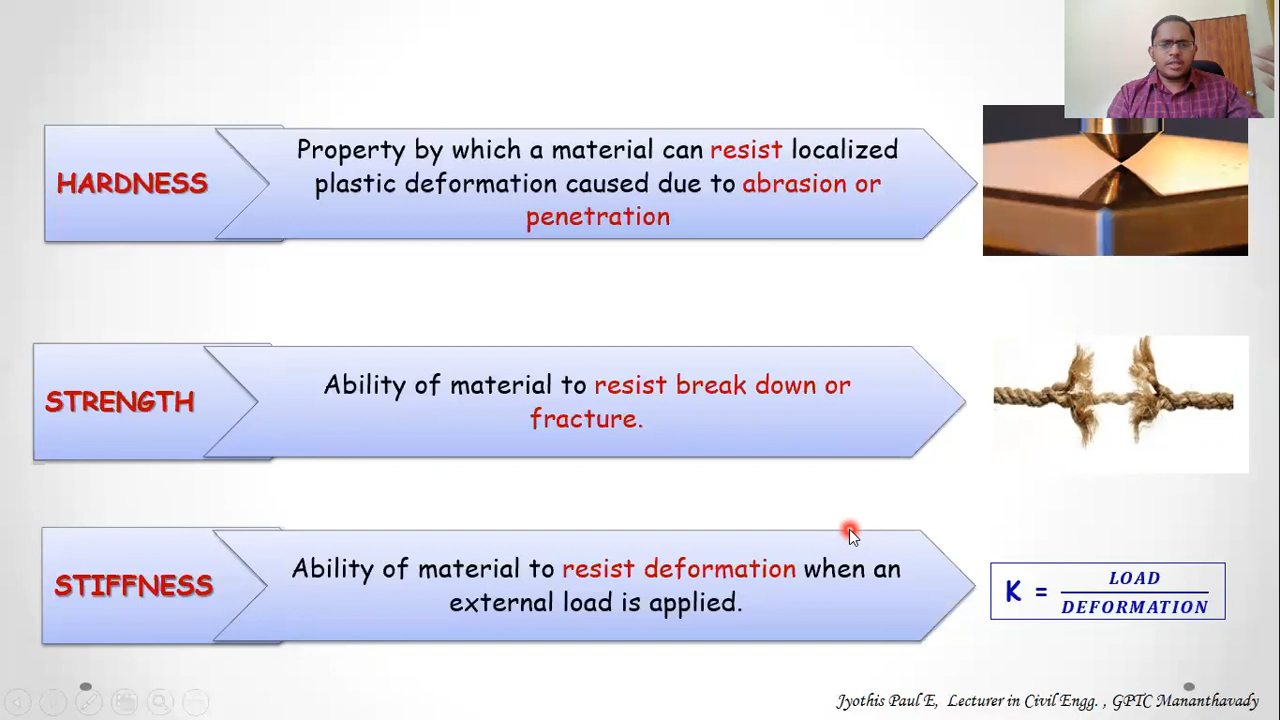 HARDNESS
Property by which a material can resist localized
plastic deformation caused due to abrasion or
penetration
STRENGTH
Ability of material to resist break down or
fracture.
STIFFNESS
Ability of material to resist deformation when an
external load is applied.
K = LOAD
DEFORMATION
Jyothis Paul E, Lecturer in Civil Engg. , GPTC Mananthavady